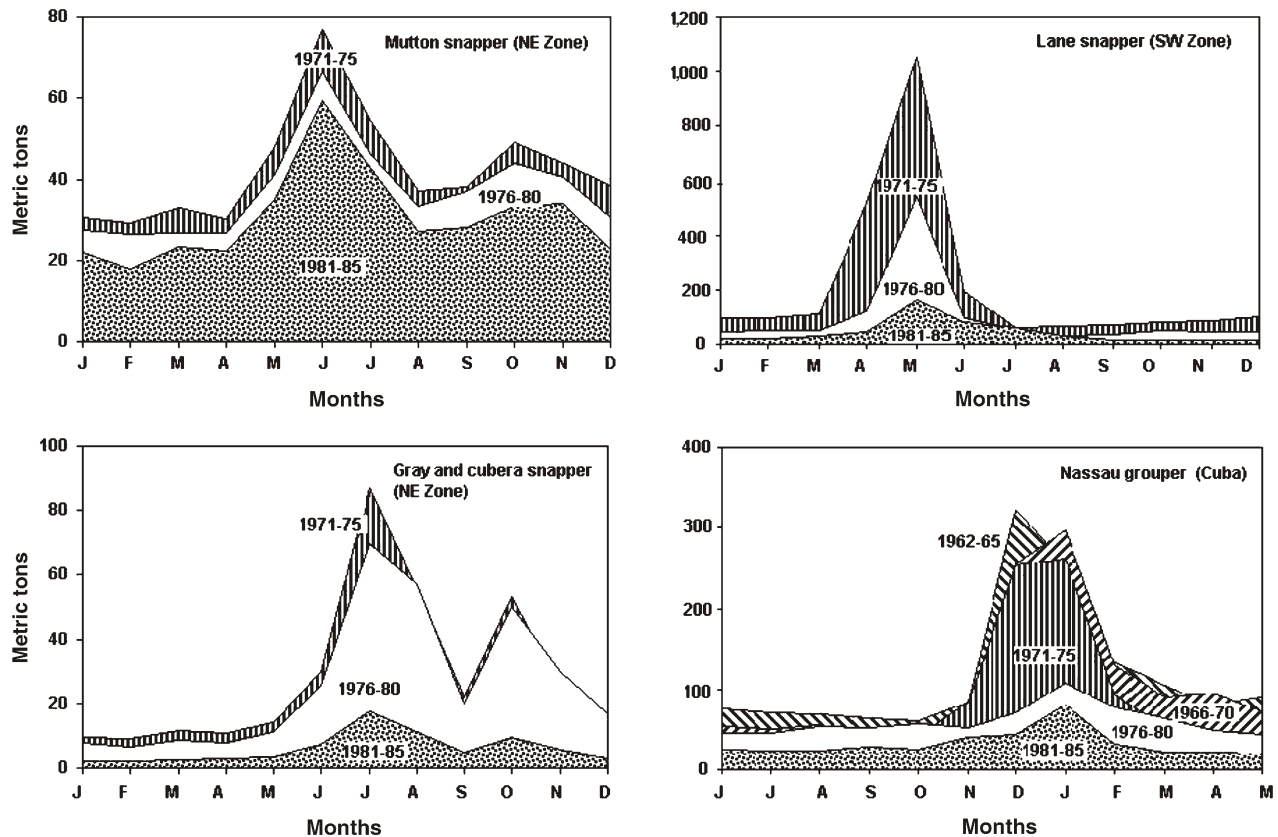 Mutton snapper (NE Zone)
80
60
40
20
0
Metric tons
1971-75
1976-80
1981-85
J F M A M J J A S O N D
Months
Lane snapper (SW Zone)
1,200
1,000
800
600
400
200
0
1971-75
1976-80
1981-85
J F M A M J J A S O N D
Months
Gray and cubera snapper
(NE Zone)
100
80
60
40
20
0
Metric tons
1971-75
1976-80
1981-85
J F M A M J J A S O N D
Months
Nassau grouper (Cuba)
400
300
200
100
0
1962-65
1971-75
1966-70
1976-80
1981-85
J J A S O N D J F M A M
Months